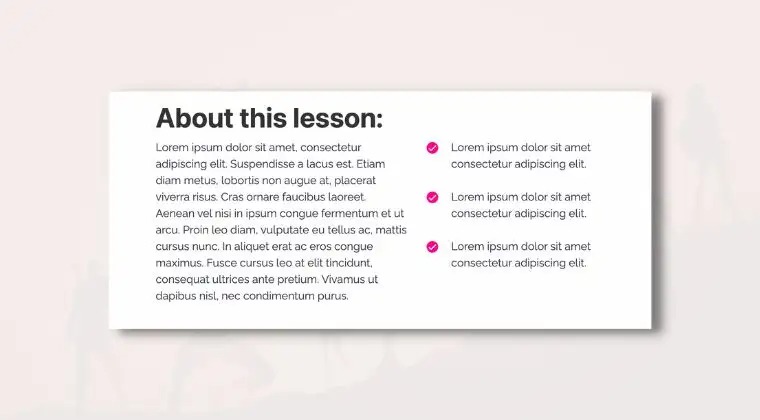 About this lesson:
Lorem ipsum dolor sit amet, consectetur
adipiscing elit. Suspendisse a lacus est. Etiam
diam metus, lobortis non augue at, placerat
viverra risus. Cras ornare faucibus laoreet.
Aenean vel nisi in ipsum congue fermentum et ut
arcu. Proin leo diam, vulputate eu tellus ac, mattis
cursus nunc. In aliquet erat ac eros congue
maximus. Fusce cursus leo at elit tincidunt,
consequat ultrices ante pretium. Vivamus ut
dapibus nisl, nec condimentum purus.
Lorem ipsum dolor sit amet
consectetur adipiscing elit.
Lorem ipsum dolor sit amet
consectetur adipiscing elit.
Lorem ipsum dolor sit amet
consectetur adipiscing elit.